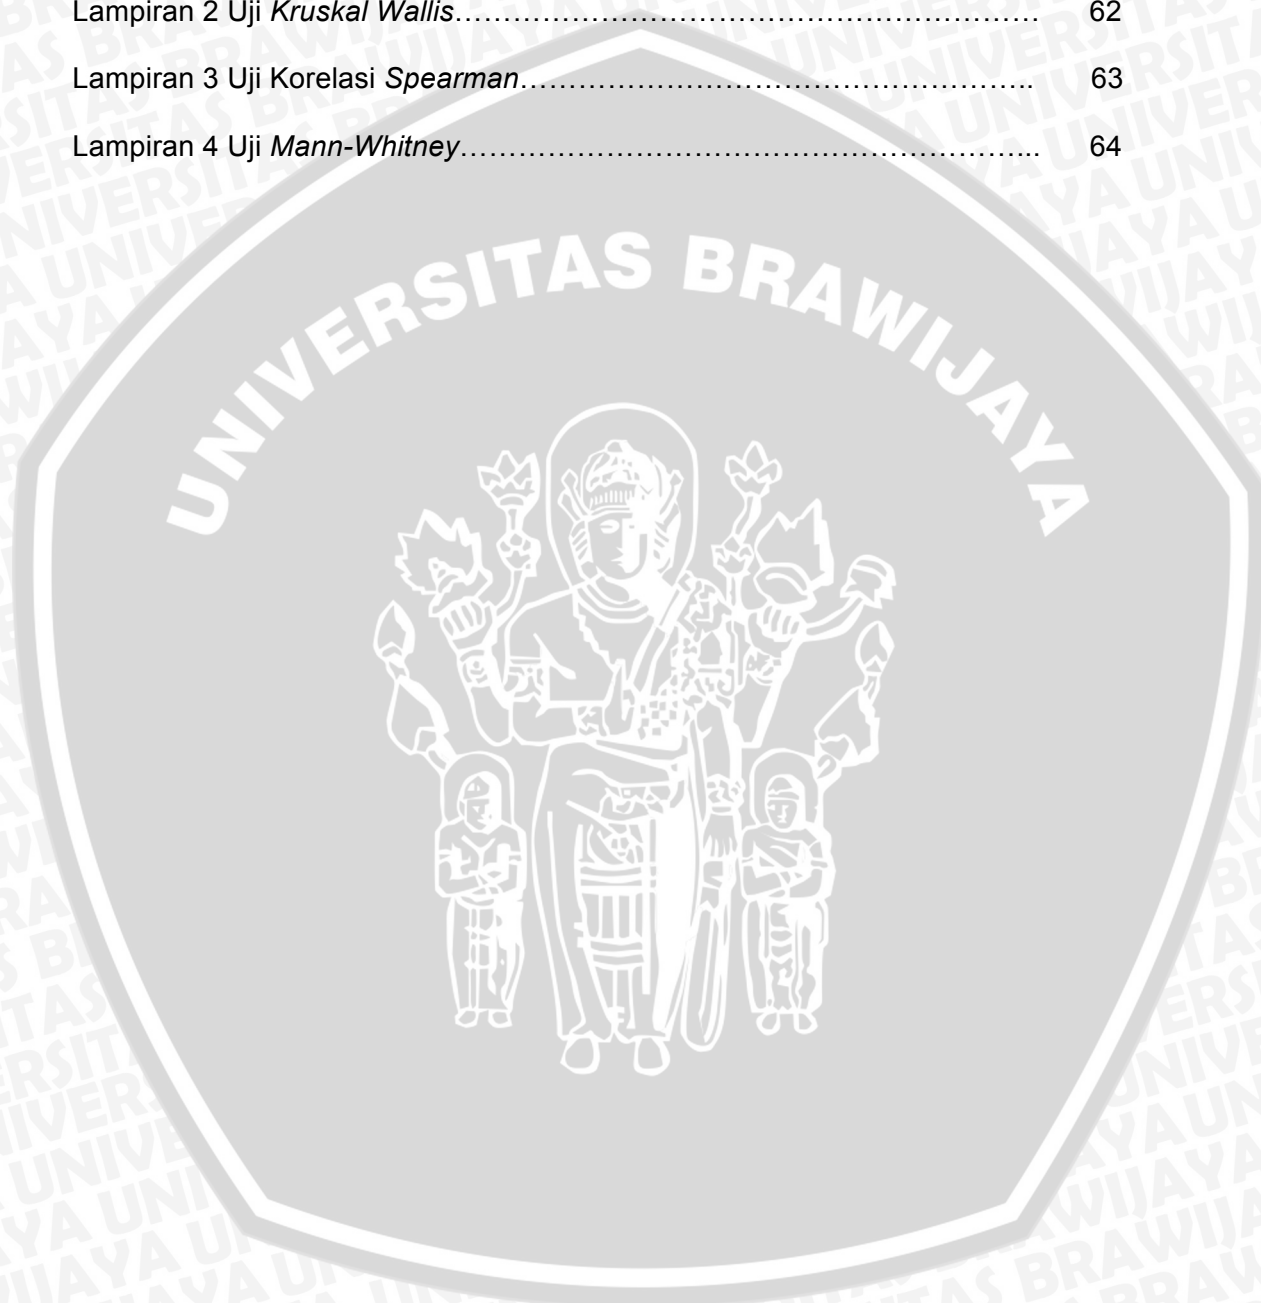 Lampiran 2 Uji Kruskal Wallis…………………………………………………… 62
Lampiran 3 Uji Korelasi Spearman…………………………………………….. 63
Lampiran 4 Uji Mann-Whitney…………………………………………………... 64
UNIVERSITAS BRAWIJAYA